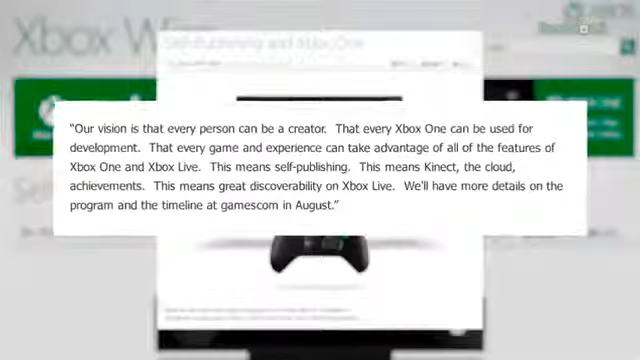 Xbox Wire
Self-Publishing and Xbox One
"Our vision is that every person can be a creator.  That every Xbox One can be used for
development.  That every game and experience can take advantage of all of the features of
Xbox One and Xbox Live.  This means self-publishing.  This means Kinect, the cloud,
achievements.  This means great discoverability on Xbox Live.  We'll have more details on the
program and the timeline at gamescom in August."